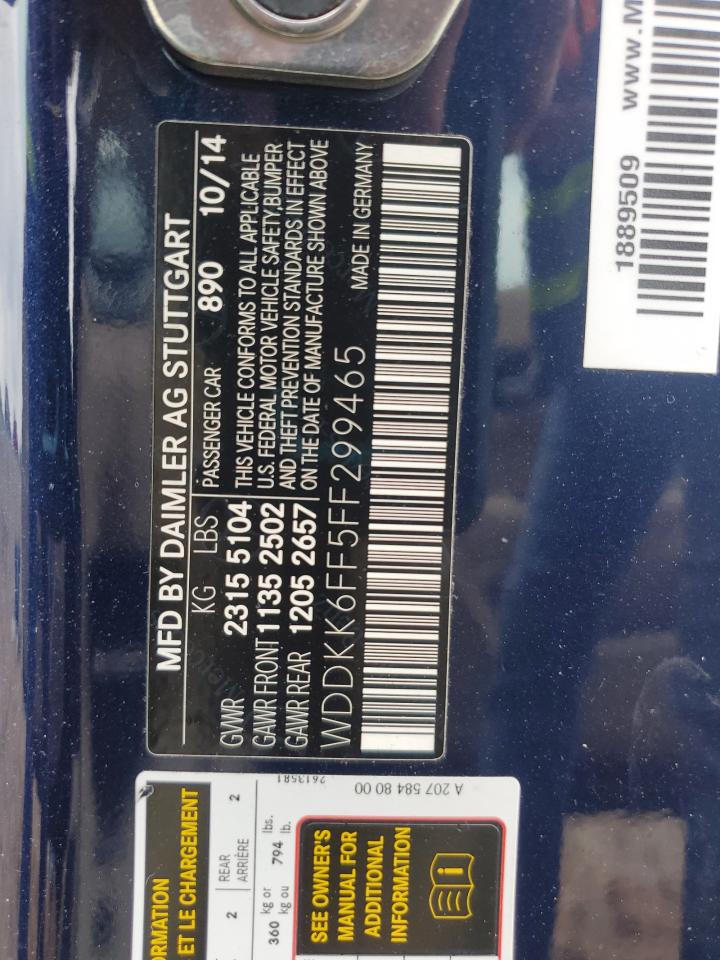 MFD BY DAIMLER AG STUTTGART
KG LBS PASSENGER CAR 890 10/14
GVWR 2315 5104
GAWR FRONT 1135 2502
GAWR REAR 1205 2657
THIS VEHICLE CONFORMS TO ALL APPLICABLE
U.S. FEDERAL MOTOR VEHICLE SAFETY, BUMPER
AND THEFT PREVENTION STANDARDS IN EFFECT
ON THE DATE OF MANUFACTURE SHOWN ABOVE
WDDKK6FF5FF299465 MADE IN GERMANY
1889509 www.M
ORMATION
ET LE CHARGEMENT
2 REAR 2
ARRIÈRE
360 kg or 794 lbs.
kg ou lb.
SEE OWNER'S
MANUAL FOR
ADDITIONAL
INFORMATION
A 207 584 80 00
2613581